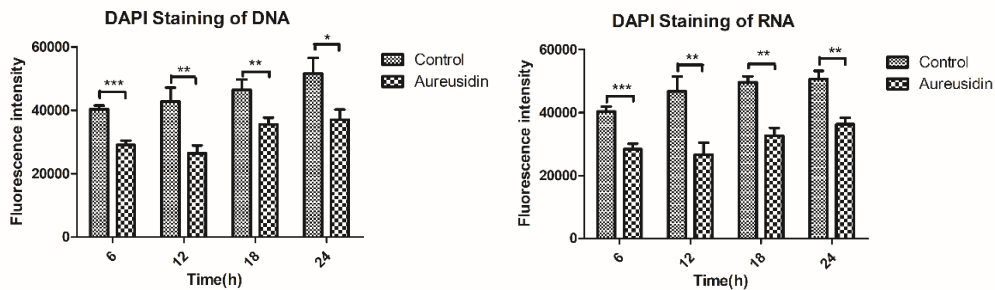 DAPI Staining of DNA
Fluorescence intensity
60000
40000
20000
0
***
**
**
*
6
12
18
24
Time(h)
Control
Aureusidin
DAPI Staining of RNA
Fluorescence intensity
60000
40000
20000
0
***
**
**
**
6
12
18
24
Time(h)
Control
Aureusidin